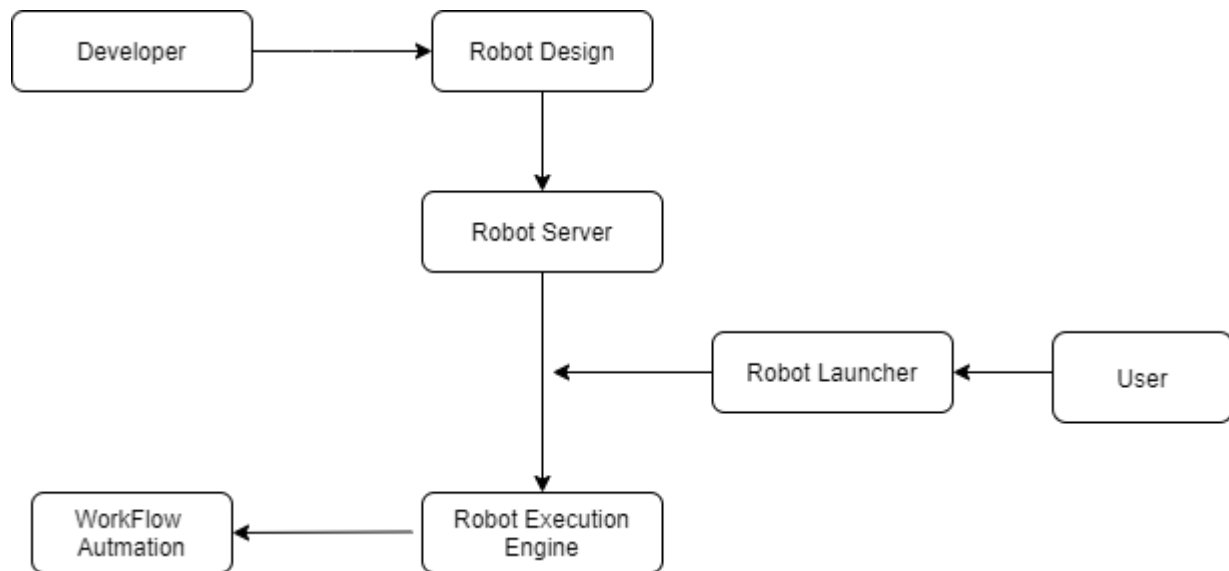 Developer
Robot Design
Robot Server
Robot Launcher
User
WorkFlow
Autmation
Robot Execution
Engine